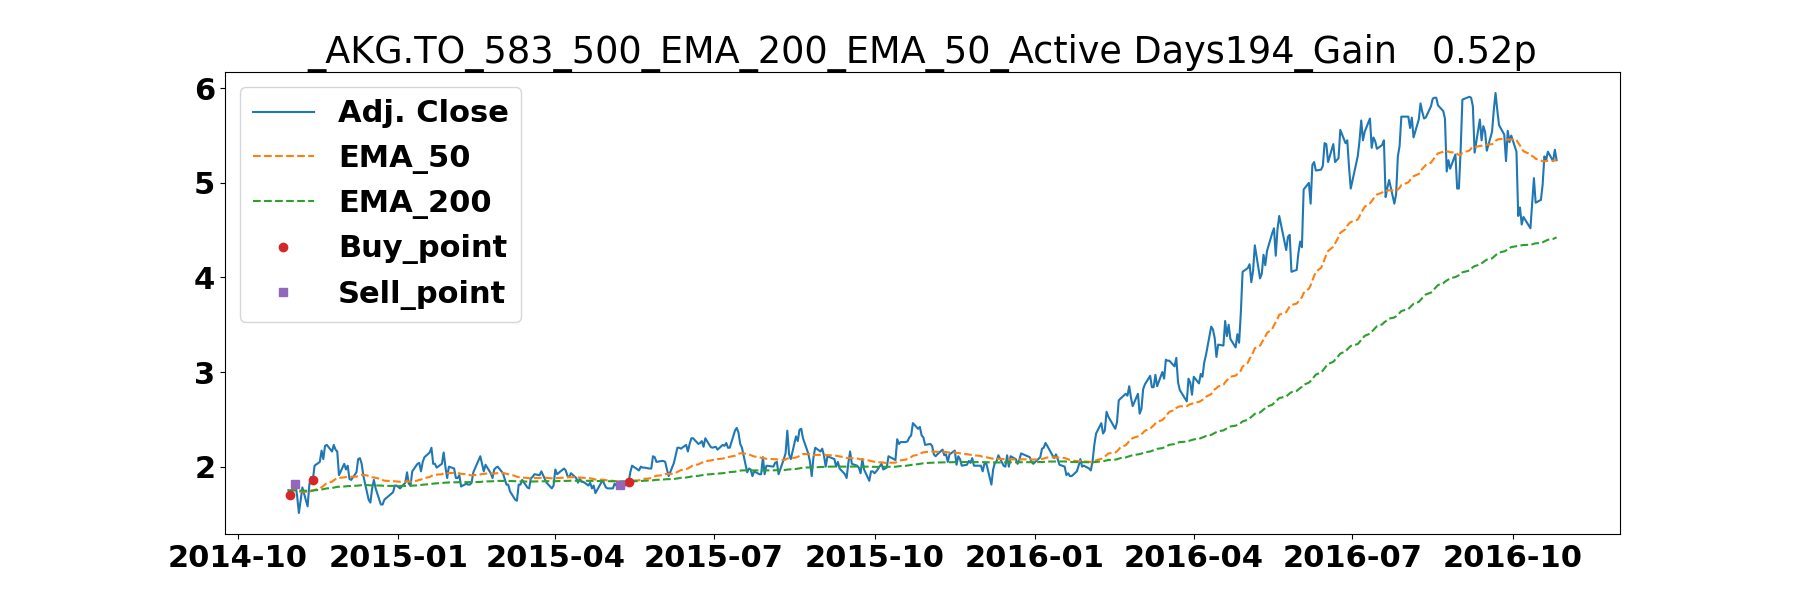 _AKG.TO_583_500_EMA_200_EMA_50_Active Days194_Gain   0.52p
6
5
4
3
2
Adj. Close
EMA_50
EMA_200
Buy_point
Sell_point
2014-10 2015-01 2015-04 2015-07 2015-10 2016-01 2016-04 2016-07 2016-10